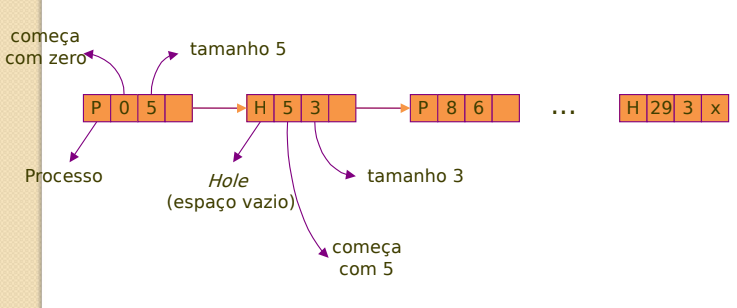 começa
com zero
tamanho 5
P 0 5
H 5 3
P 8 6
...
H 29 3 x
Processo
Hole
(espaço vazio)
tamanho 3
começa
com 5